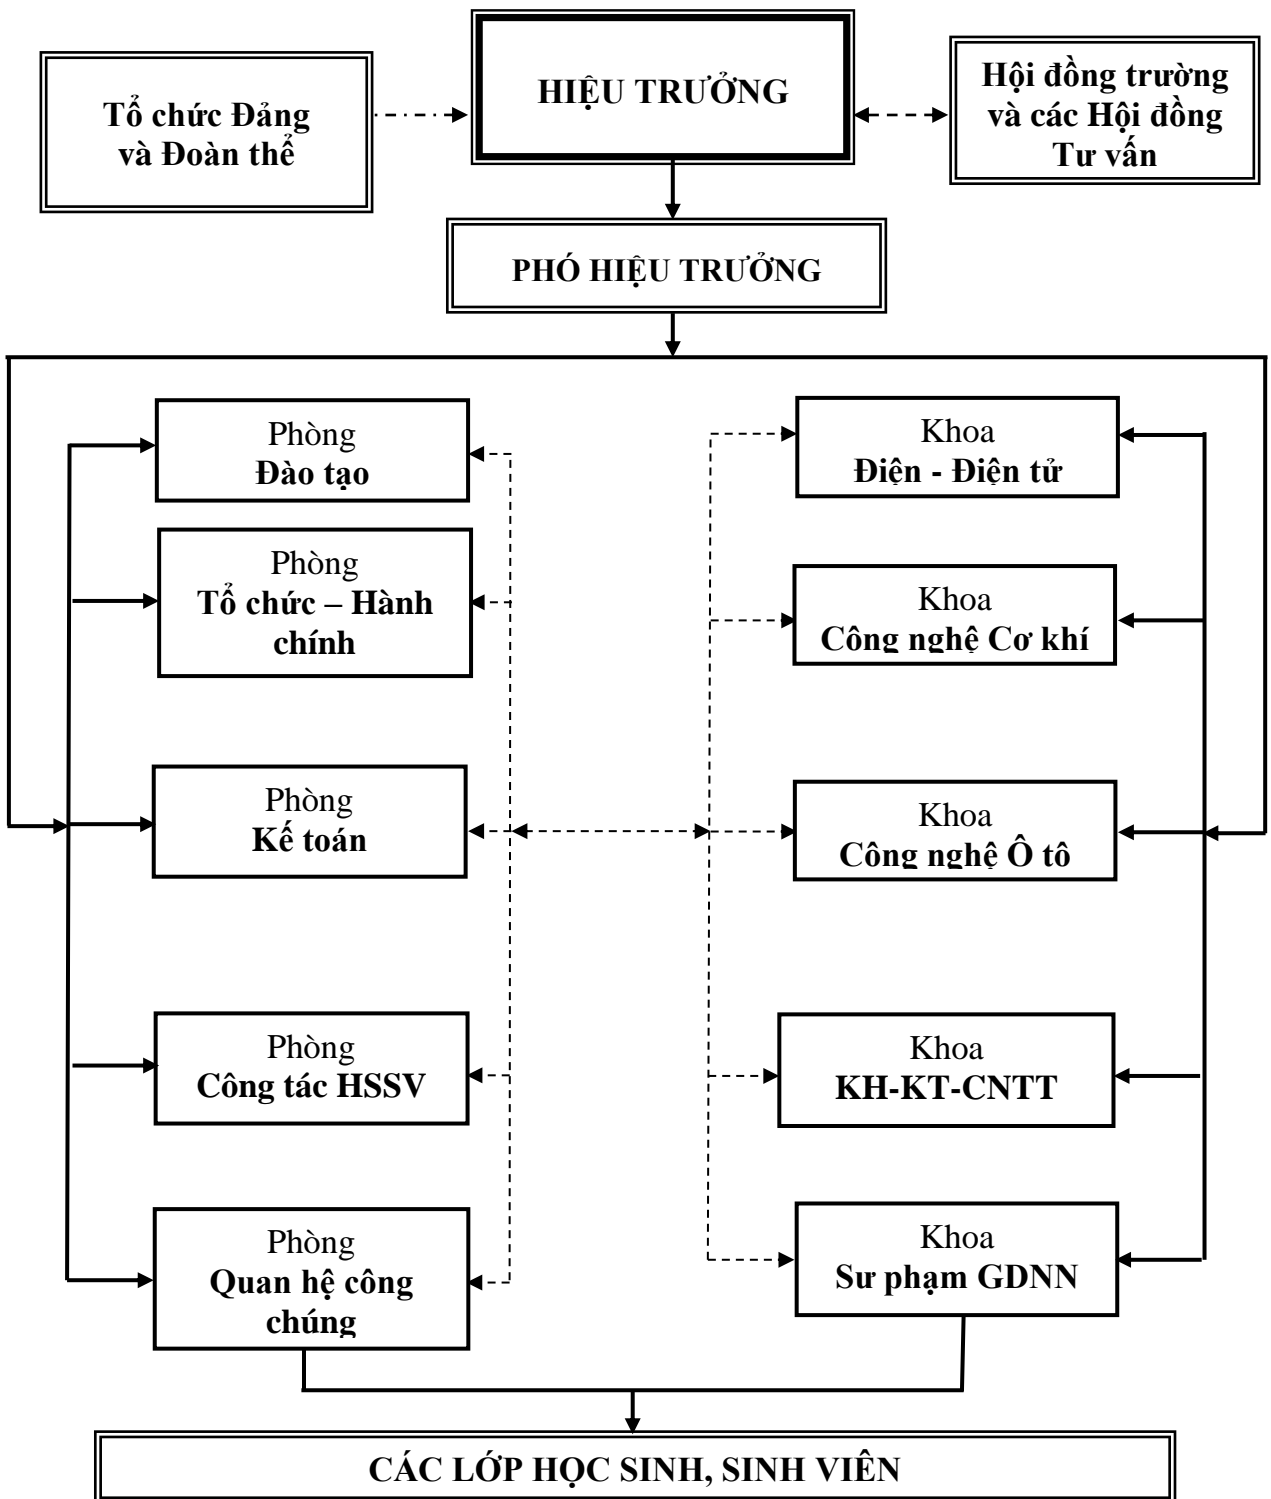 HIỆU TRƯỞNG
Tổ chức Đảng
và Đoàn thể
Hội đồng trường
và các Hội đồng
Tư vấn
PHÓ HIỆU TRƯỞNG
Phòng
Đào tạo
Khoa
Điện - Điện tử
Phòng
Tổ chức – Hành
chính
Khoa
Công nghệ Cơ khí
Phòng
Kế toán
Khoa
Công nghệ Ô tô
Phòng
Công tác HSSV
Khoa
KH-KT-CNTT
Phòng
Quan hệ công
chúng
Khoa
Sư phạm GDNN
CÁC LỚP HỌC SINH, SINH VIÊN